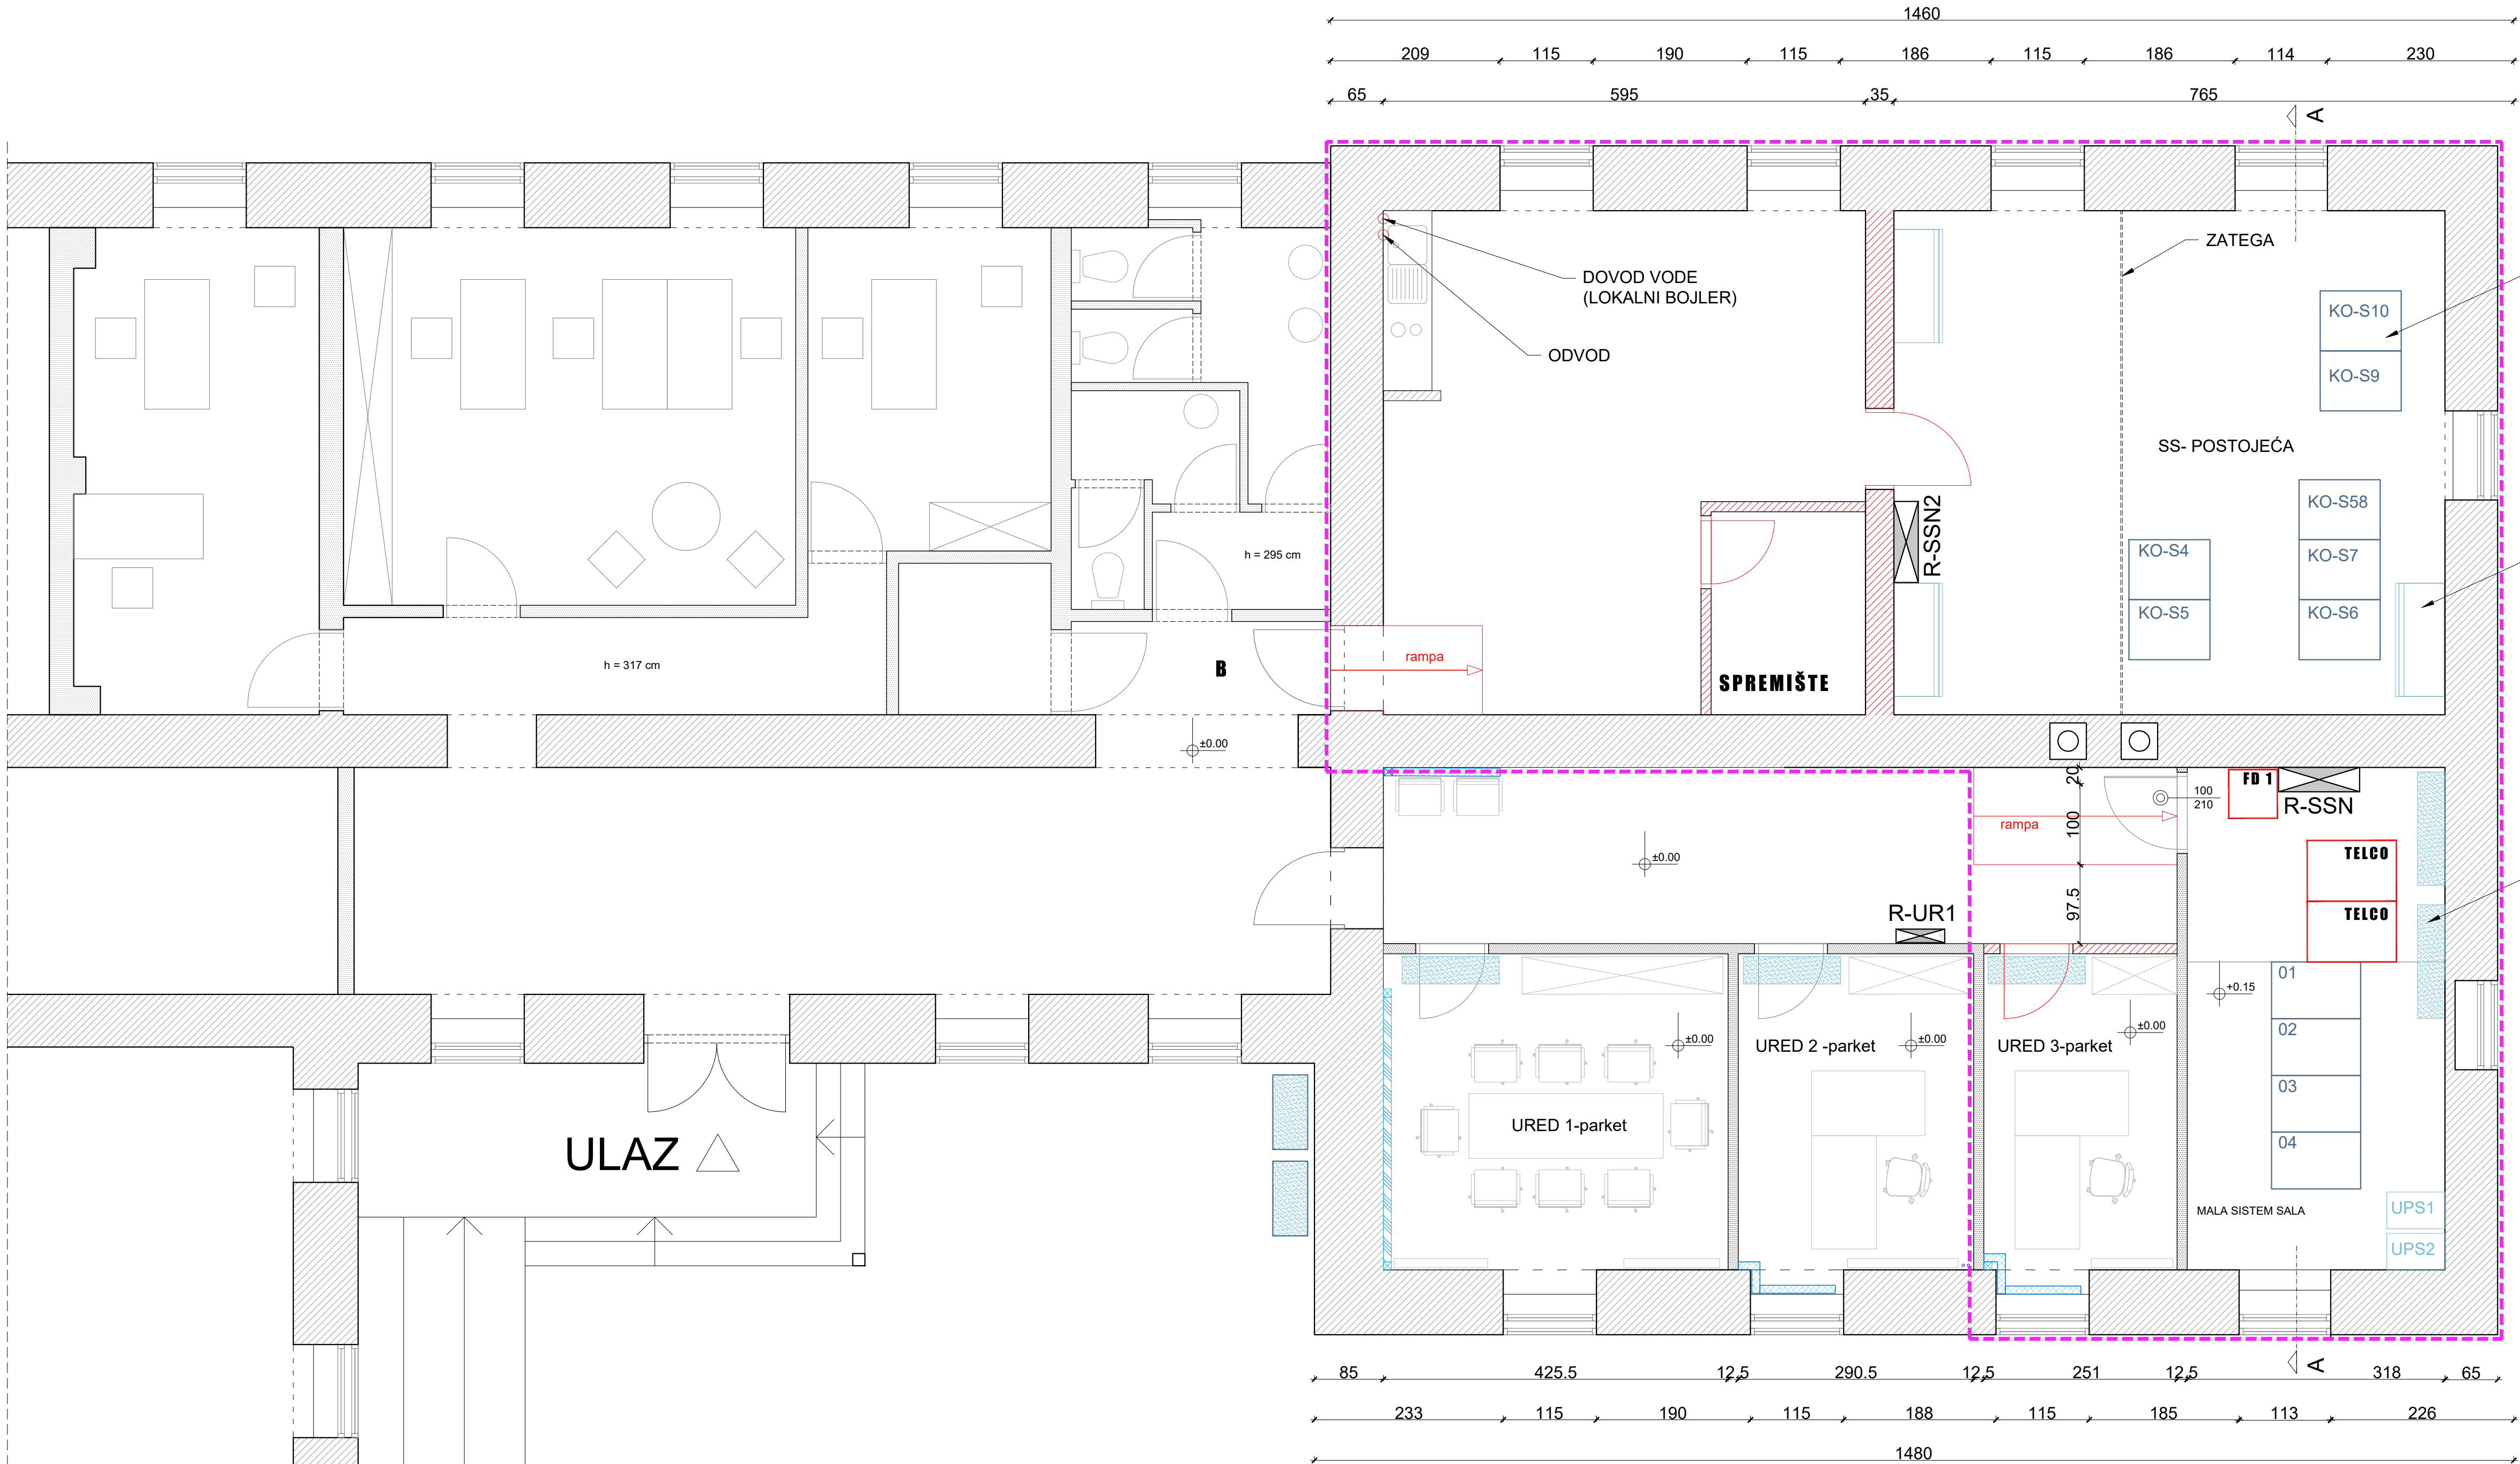 1460
209 115 190 115 186 115 186 114 230
65 595 35 765
A
ZATEGA
DOVOD VODE
(LOKALNI BOJLER)
KO-S10
ODVOD
KO-S9
SS- POSTOJEĆA
KO-S58
R-SSN2
KO-S4
KO-S7
h = 295 cm
KO-S5
KO-S6
h = 317 cm
B
rampa
SPREMIŠTE
±0.00
20
FD 1
100
210
R-SSN
rampa
100
TELCO
±0.00
97.5
R-UR1
TELCO
01
+0.15
02
±0.00
±0.00
±0.00
URED 2 -parket
URED 3-parket
03
URED 1-parket
04
ULAZ
MALA SISTEM SALA
UPS1
UPS2
A
85 425.5 12.5 290.5 12.5 251 12.5 318 65
233 115 190 115 188 115 185 113 226
1480